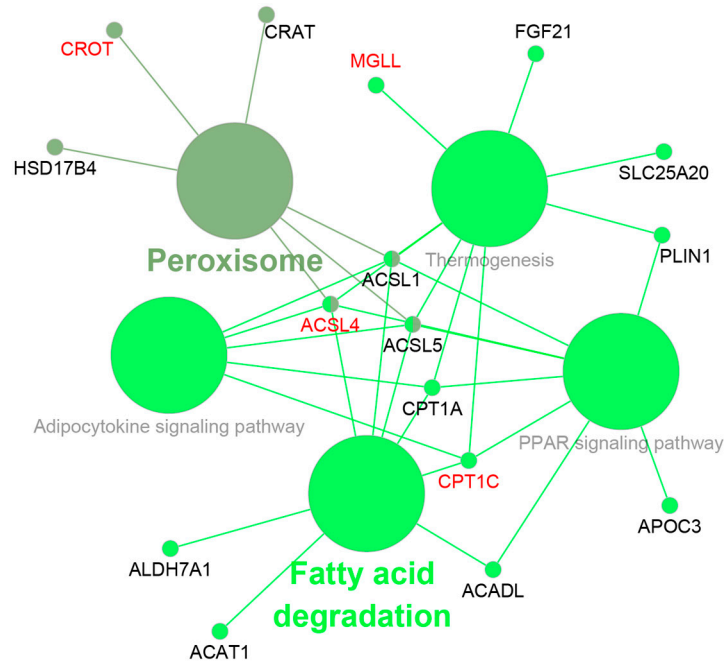 CRAT
CROT
FGF21
MGLL
HSD17B4
SLC25A20
PLIN1
Peroxisome
Thermogenesis
ACSL1
ACSL4
ACSL5
CPT1A
Adipocytokine signaling pathway
PPAR signaling pathway
CPT1C
APOC3
ALDH7A1
Fatty acid
degradation
ACADL
ACAT1